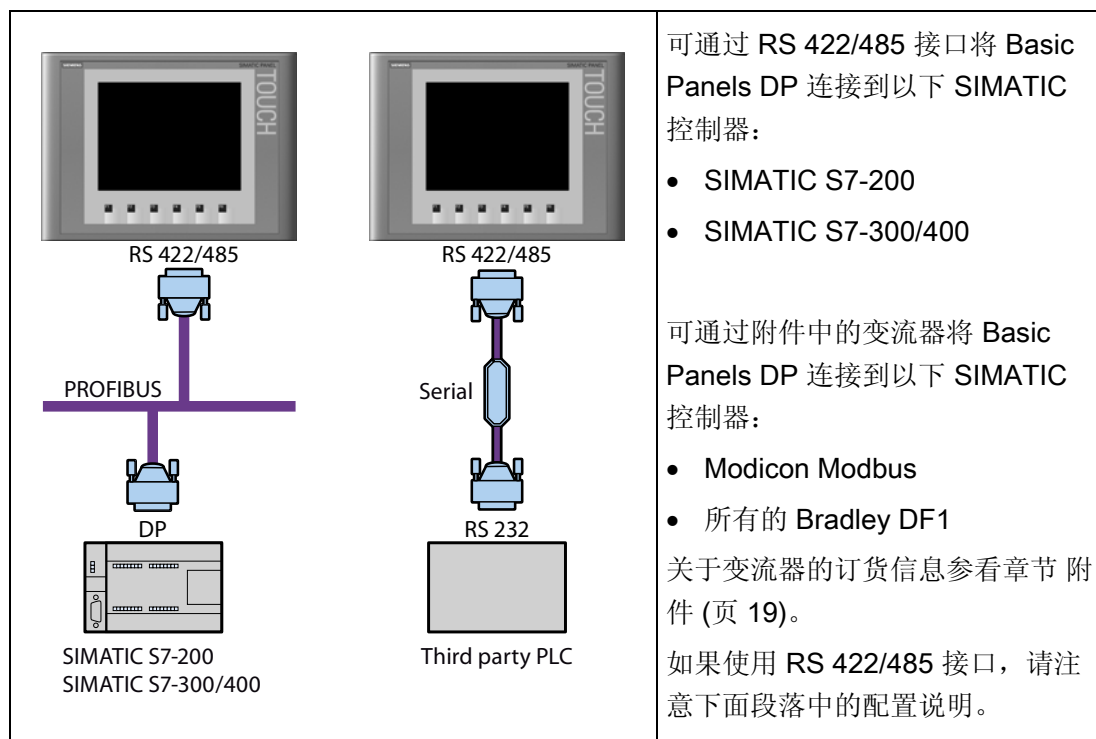 SIEMENS
SIMATIC PANEL
TOUCH
RS 422/485
PROFIBUS
DP
SIMATIC S7-200
SIMATIC S7-300/400
SIEMENS
SIMATIC PANEL
TOUCH
RS 422/485
Serial
RS 232
Third party PLC
可通过 RS 422/485 接口将 Basic
Panels DP 连接到以下 SIMATIC
控制器：
• SIMATIC S7-200
• SIMATIC S7-300/400
可通过附件中的变流器将 Basic
Panels DP 连接到以下 SIMATIC
控制器：
• Modicon Modbus
• 所有的 Bradley DF1
关于变流器的订货信息参看章节 附
件 (页 19)。
如果使用 RS 422/485 接口，请注
意下面段落中的配置说明。